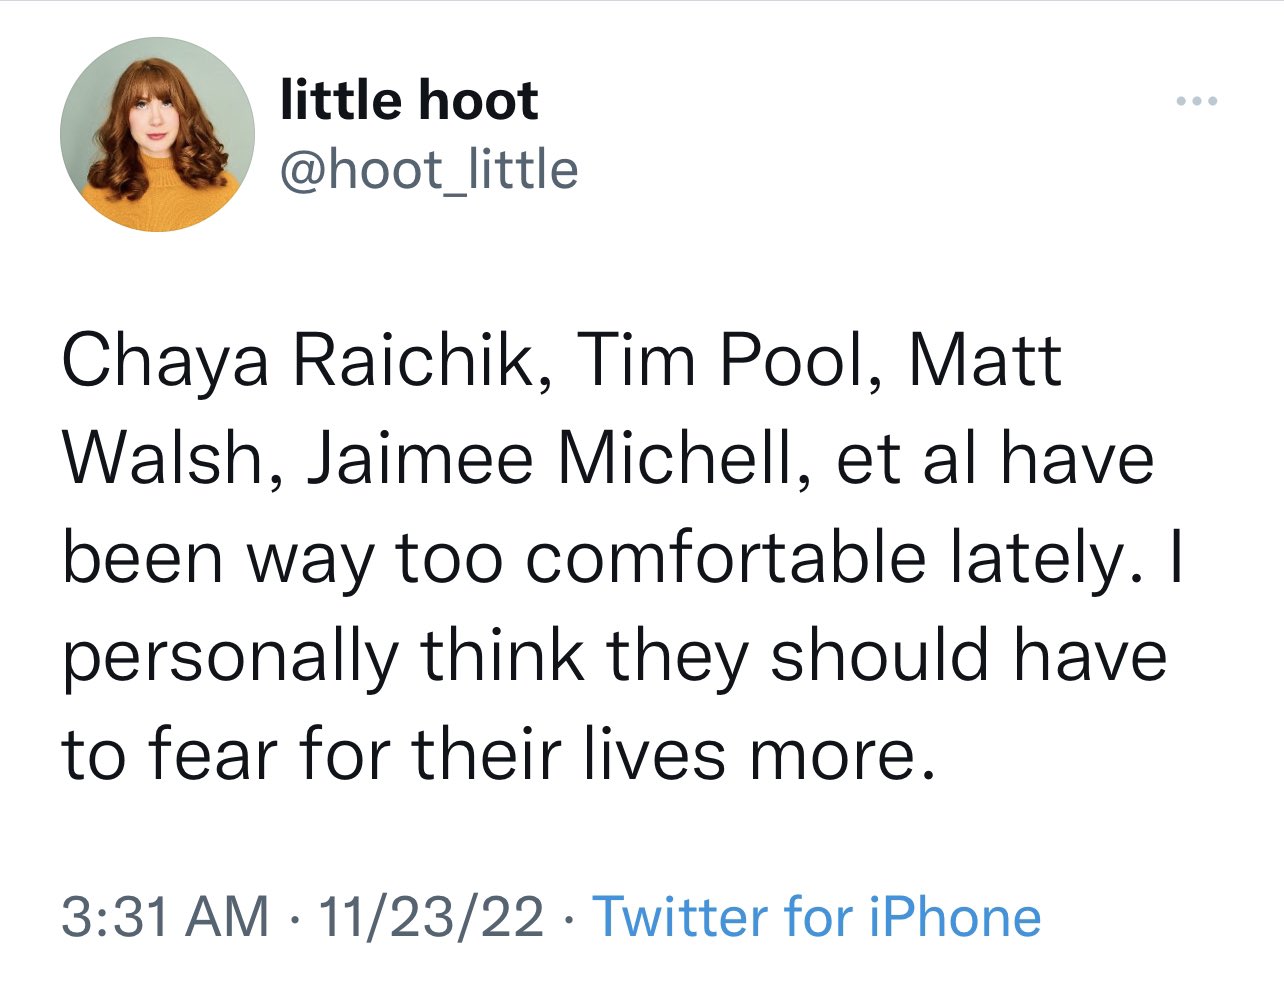 little hoot
@hoot_little
Chaya Raichik, Tim Pool, Matt
Walsh, Jaimee Michell, et al have
been way too comfortable lately. I
personally think they should have
to fear for their lives more.
3:31 AM · 11/23/22 · Twitter for iPhone